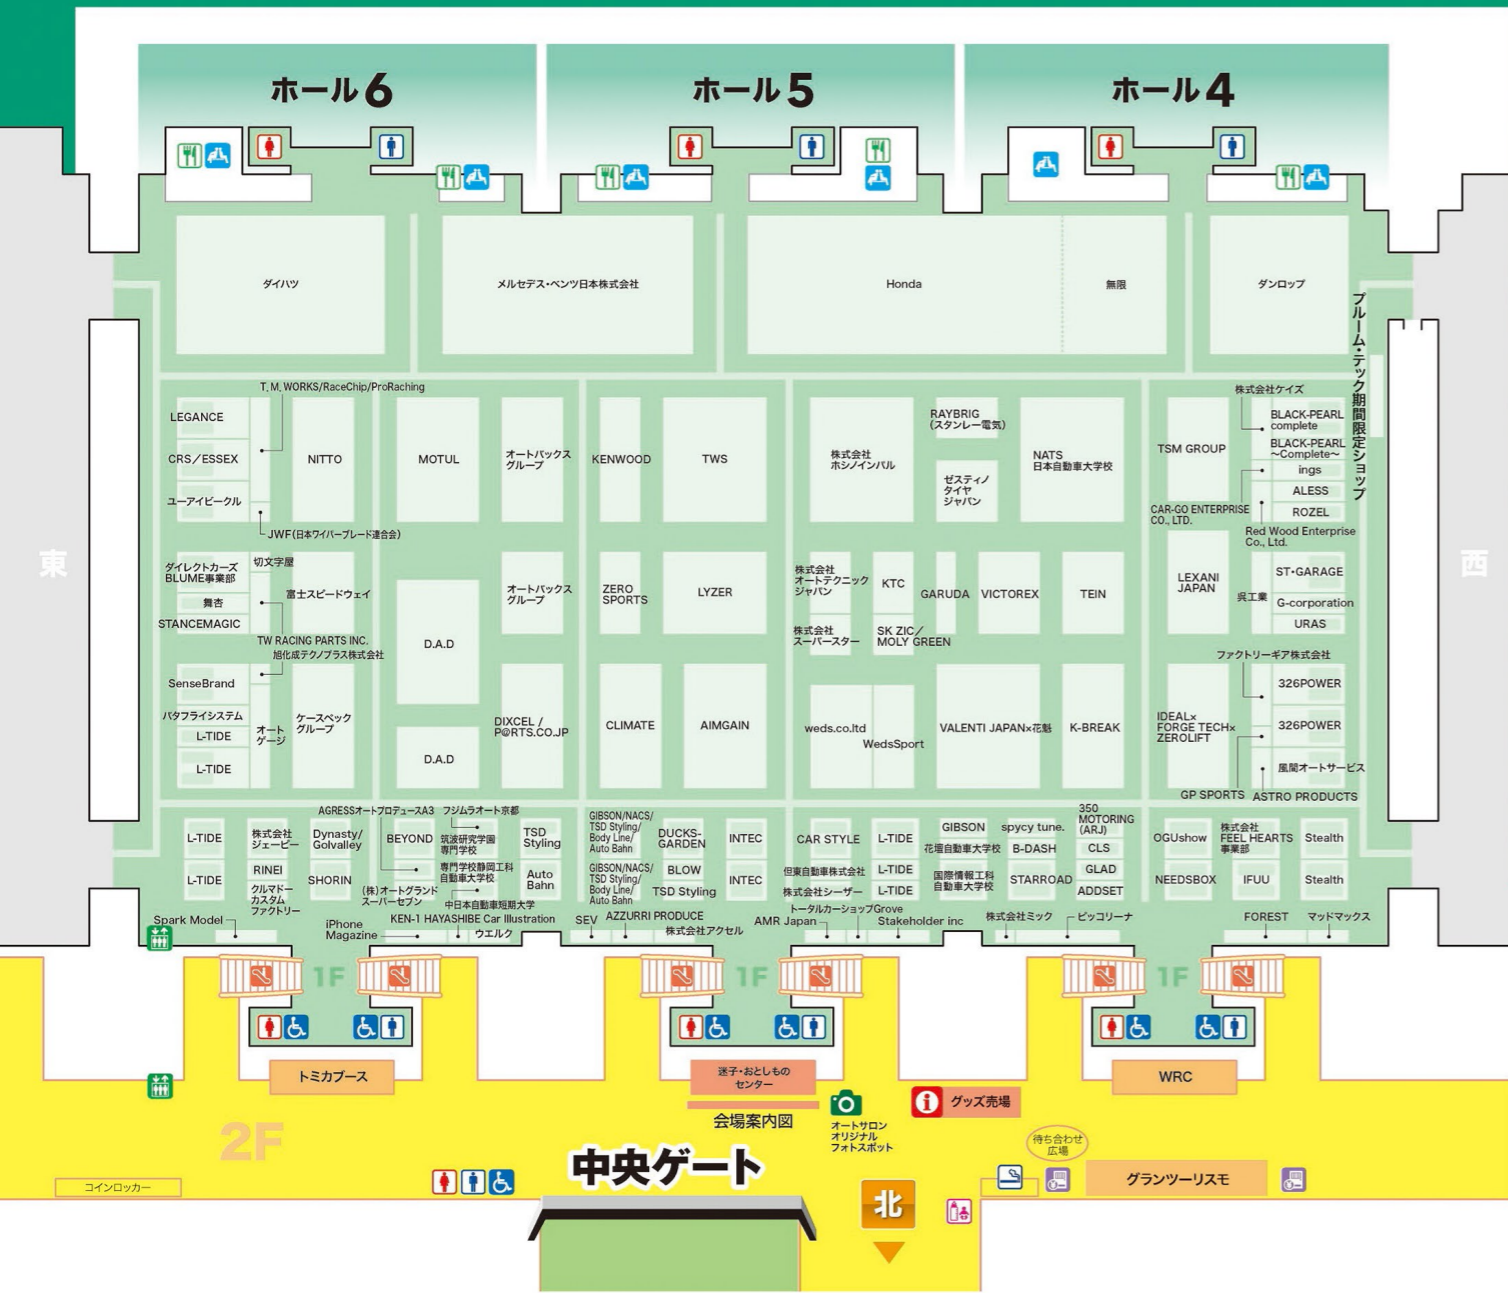 ホール6
ホール5
ホール4
ダイハツ
メルセデス・ベンツ日本株式会社
Honda
無限
ダンロップ
プルーム・テック期間限定ショップ
東
西
T. M. WORKS/RaceChip/ProRaching
LEGANCE
CRS／ESSEX
ユーアイビークル
JWF(日本ワイパーブレード連合会)
NITTO
MOTUL
オートバックス
グループ
KENWOOD
TWS
株式会社
ホシノインパル
RAYBRIG
(スタンレー電気)
ゼスティノ
タイヤ
ジャパン
NATS
日本自動車大学校
TSM GROUP
株式会社ケイズ
BLACK-PEARL
complete
BLACK-PEARL
～Complete～
ings
ALESS
ROZEL
CAR-GO ENTERPRISE
CO., LTD.
Red Wood Enterprise
Co., Ltd.
ダイレクトカーズ
BLUME事業部
切文字屋
舞杏
STANCEMAGIC
富士スピードウェイ
TW RACING PARTS INC.
旭化成テクノプラス株式会社
D.A.D
オートバックス
グループ
ZERO
SPORTS
LYZER
株式会社
オートテクニック
ジャパン
KTC
株式会社
スーパースター
SK ZIC／
MOLY GREEN
GARUDA
VICTOREX
TEIN
LEXANI
JAPAN
呉工業
ST・GARAGE
G-corporation
URAS
SenseBrand
バタフライシステム
L-TIDE
L-TIDE
オート
ゲージ
ケースペック
グループ
D.A.D
DIXCEL /
P@RTS.CO.JP
CLIMATE
AIMGAIN
weds.co.ltd
WedsSport
VALENTI JAPAN×花魁
K-BREAK
IDEAL×
FORGE TECH×
ZEROLIFT
ファクトリーギア株式会社
326POWER
326POWER
風間オートサービス
GP SPORTS
ASTRO PRODUCTS
L-TIDE
L-TIDE
株式会社
ジェーピー
RINEI
クルマドー
カスタム
ファクトリー
Dynasty/
Golvalley
SHORIN
AGRESSオートプロデュースA3
BEYOND
(株)オートグランド
スーパーセブン
フジムラオート京都
筑波研究学園
専門学校
専門学校静岡工科
自動車大学校
中日本自動車短期大学
TSD
Styling
Auto
Bahn
GIBSON/NACS/
TSD Styling/
Body Line/
Auto Bahn
GIBSON/NACS/
TSD Styling/
Body Line/
Auto Bahn
DUCKS-
GARDEN
BLOW
TSD Styling
INTEC
INTEC
CAR STYLE
但東自動車株式会社
株式会社シーザー
L-TIDE
L-TIDE
L-TIDE
GIBSON
花壇自動車大学校
国際情報工科
自動車大学校
spycy tune.
B-DASH
STARROAD
350
MOTORING
(ARJ)
CLS
GLAD
ADDSET
OGUshow
NEEDSBOX
株式会社
FEEL HEARTS
事業部
IFUU
Stealth
Stealth
Spark Model
iPhone
Magazine
KEN-1 HAYASHIBE Car Illustration
ウエルク
SEV
AZZURRI PRODUCE
株式会社アクセル
トータルカーショップGrove
AMR Japan
Stakeholder inc
株式会社ミック
ピッコリーナ
FOREST
マッドマックス
1F
1F
1F
トミカブース
迷子・おとしもの
センター
WRC
会場案内図
オートサロン
オリジナル
フォトスポット
グッズ売場
待ち合わせ
広場
2F
コインロッカー
中央ゲート
北
グランツーリスモ